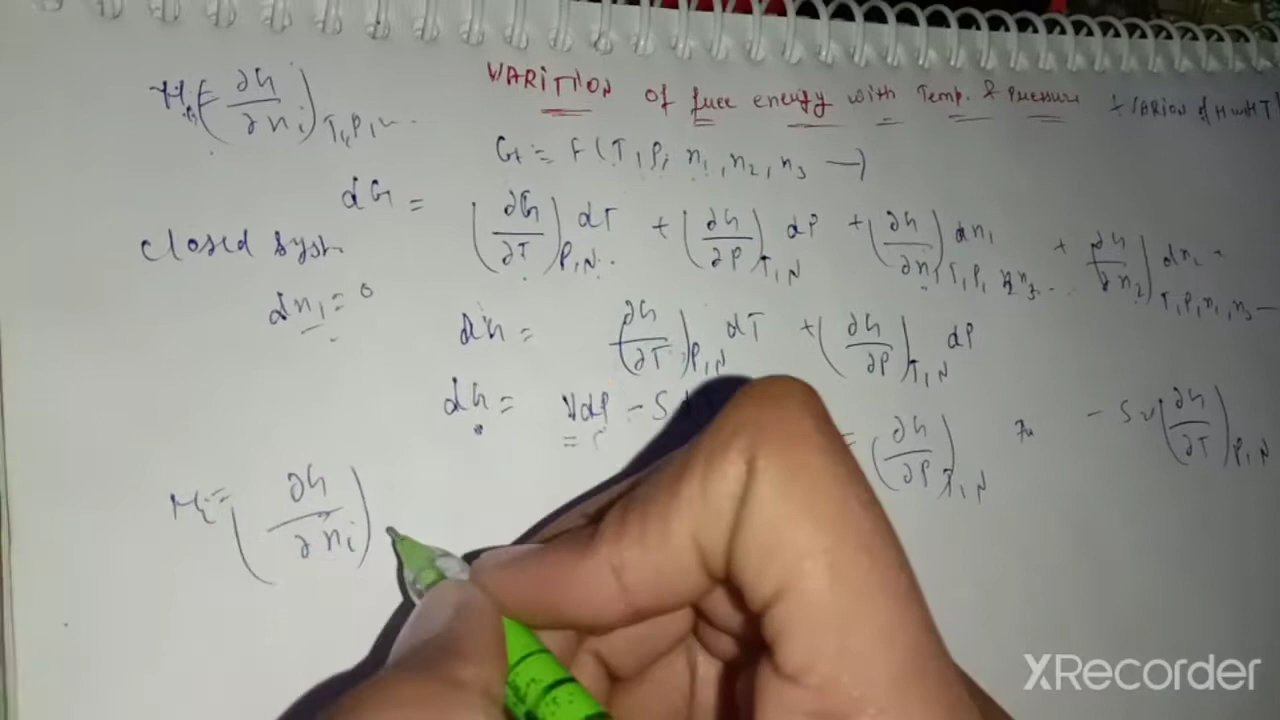 VARITION of free energy with Temp. & Pressure
μi = (∂G/∂ni)T,P,n..
G = F(T,P, n1, n2, n3 —)
dG = (∂G/∂T)P,N dT + (∂G/∂P)T,N dP + (∂G/∂n1)T,P,n2 n3.. dn1 + (∂G/∂n2)T,P,n1,n3— dn2 -
Closed syst
dn1 = 0
dG = (∂G/∂T)P,N dT + (∂G/∂P)T,N dP
dG = VdP - S
= (∂G/∂P)T,N
- S = (∂G/∂T)P,N
μi = (∂G/∂ni)
XRecorder